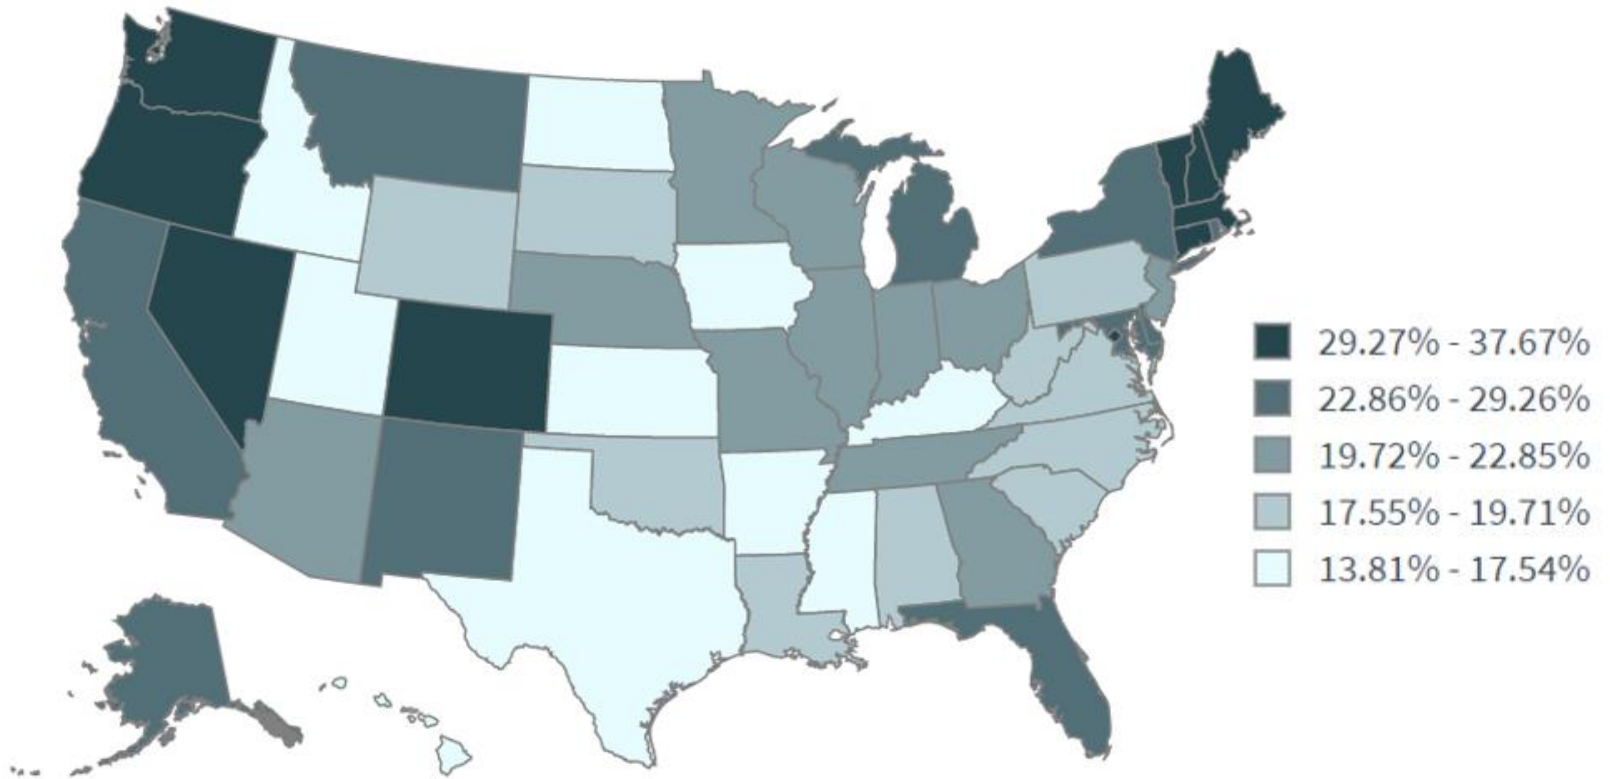 29.27% - 37.67%
22.86% - 29.26%
19.72% - 22.85%
17.55% - 19.71%
13.81% - 17.54%